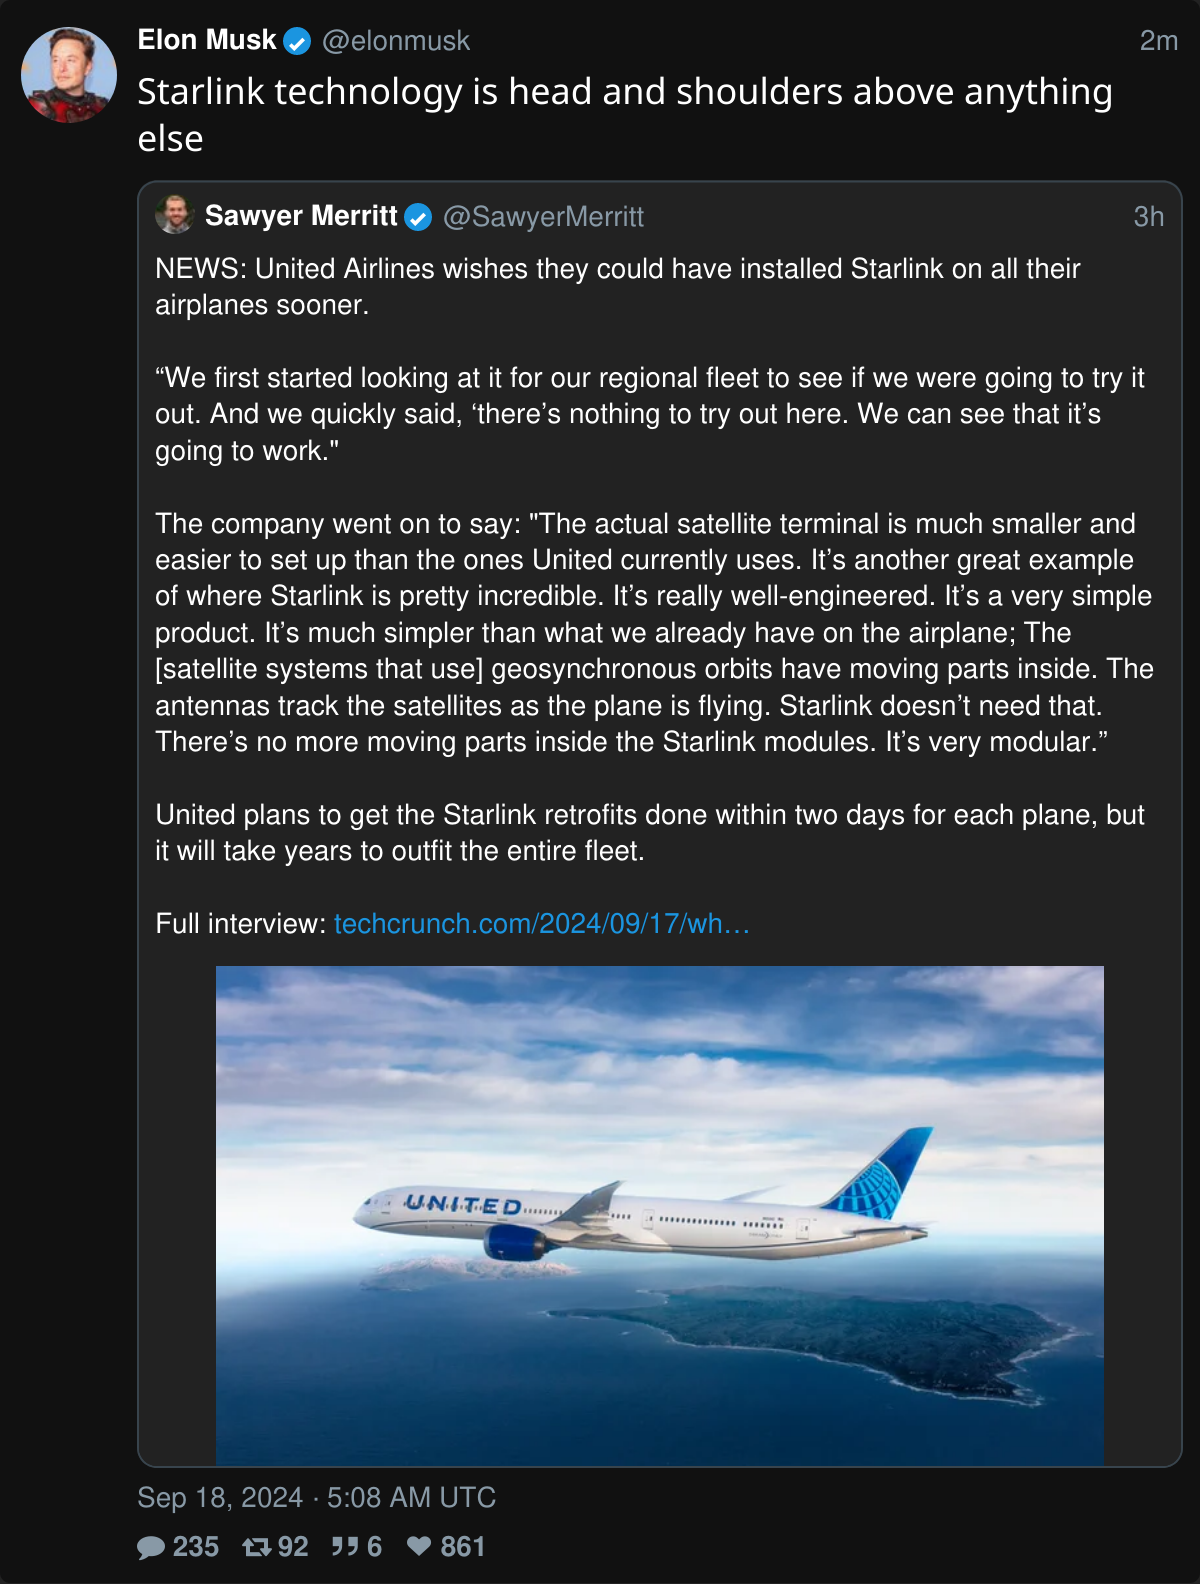 Elon Musk @elonmusk 2m
Starlink technology is head and shoulders above anything
else
Sawyer Merritt @SawyerMerritt 3h
NEWS: United Airlines wishes they could have installed Starlink on all their
airplanes sooner.
“We first started looking at it for our regional fleet to see if we were going to try it
out. And we quickly said, ‘there’s nothing to try out here. We can see that it’s
going to work."
The company went on to say: "The actual satellite terminal is much smaller and
easier to set up than the ones United currently uses. It’s another great example
of where Starlink is pretty incredible. It’s really well-engineered. It’s a very simple
product. It’s much simpler than what we already have on the airplane; The
[satellite systems that use] geosynchronous orbits have moving parts inside. The
antennas track the satellites as the plane is flying. Starlink doesn’t need that.
There’s no more moving parts inside the Starlink modules. It’s very modular.”
United plans to get the Starlink retrofits done within two days for each plane, but
it will take years to outfit the entire fleet.
Full interview: techcrunch.com/2024/09/17/wh…
UNITED
Sep 18, 2024 · 5:08 AM UTC
235 92 6 861